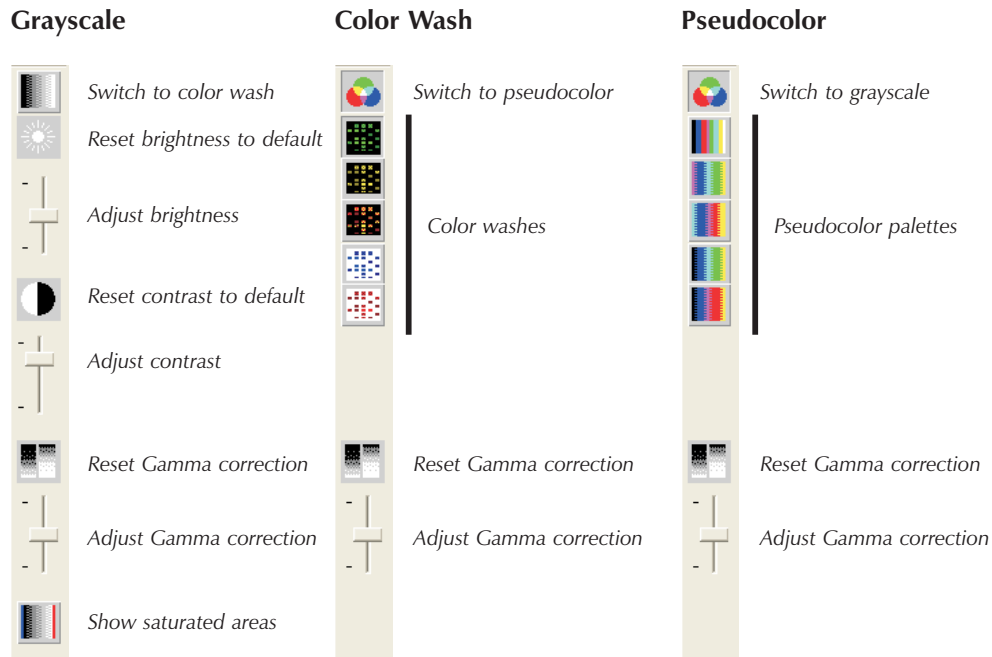 Grayscale
Switch to color wash
Reset brightness to default
Adjust brightness
Reset contrast to default
Adjust contrast
Reset Gamma correction
Adjust Gamma correction
Show saturated areas
Color Wash
Switch to pseudocolor
Color washes
Reset Gamma correction
Adjust Gamma correction
Pseudocolor
Switch to grayscale
Pseudocolor palettes
Reset Gamma correction
Adjust Gamma correction